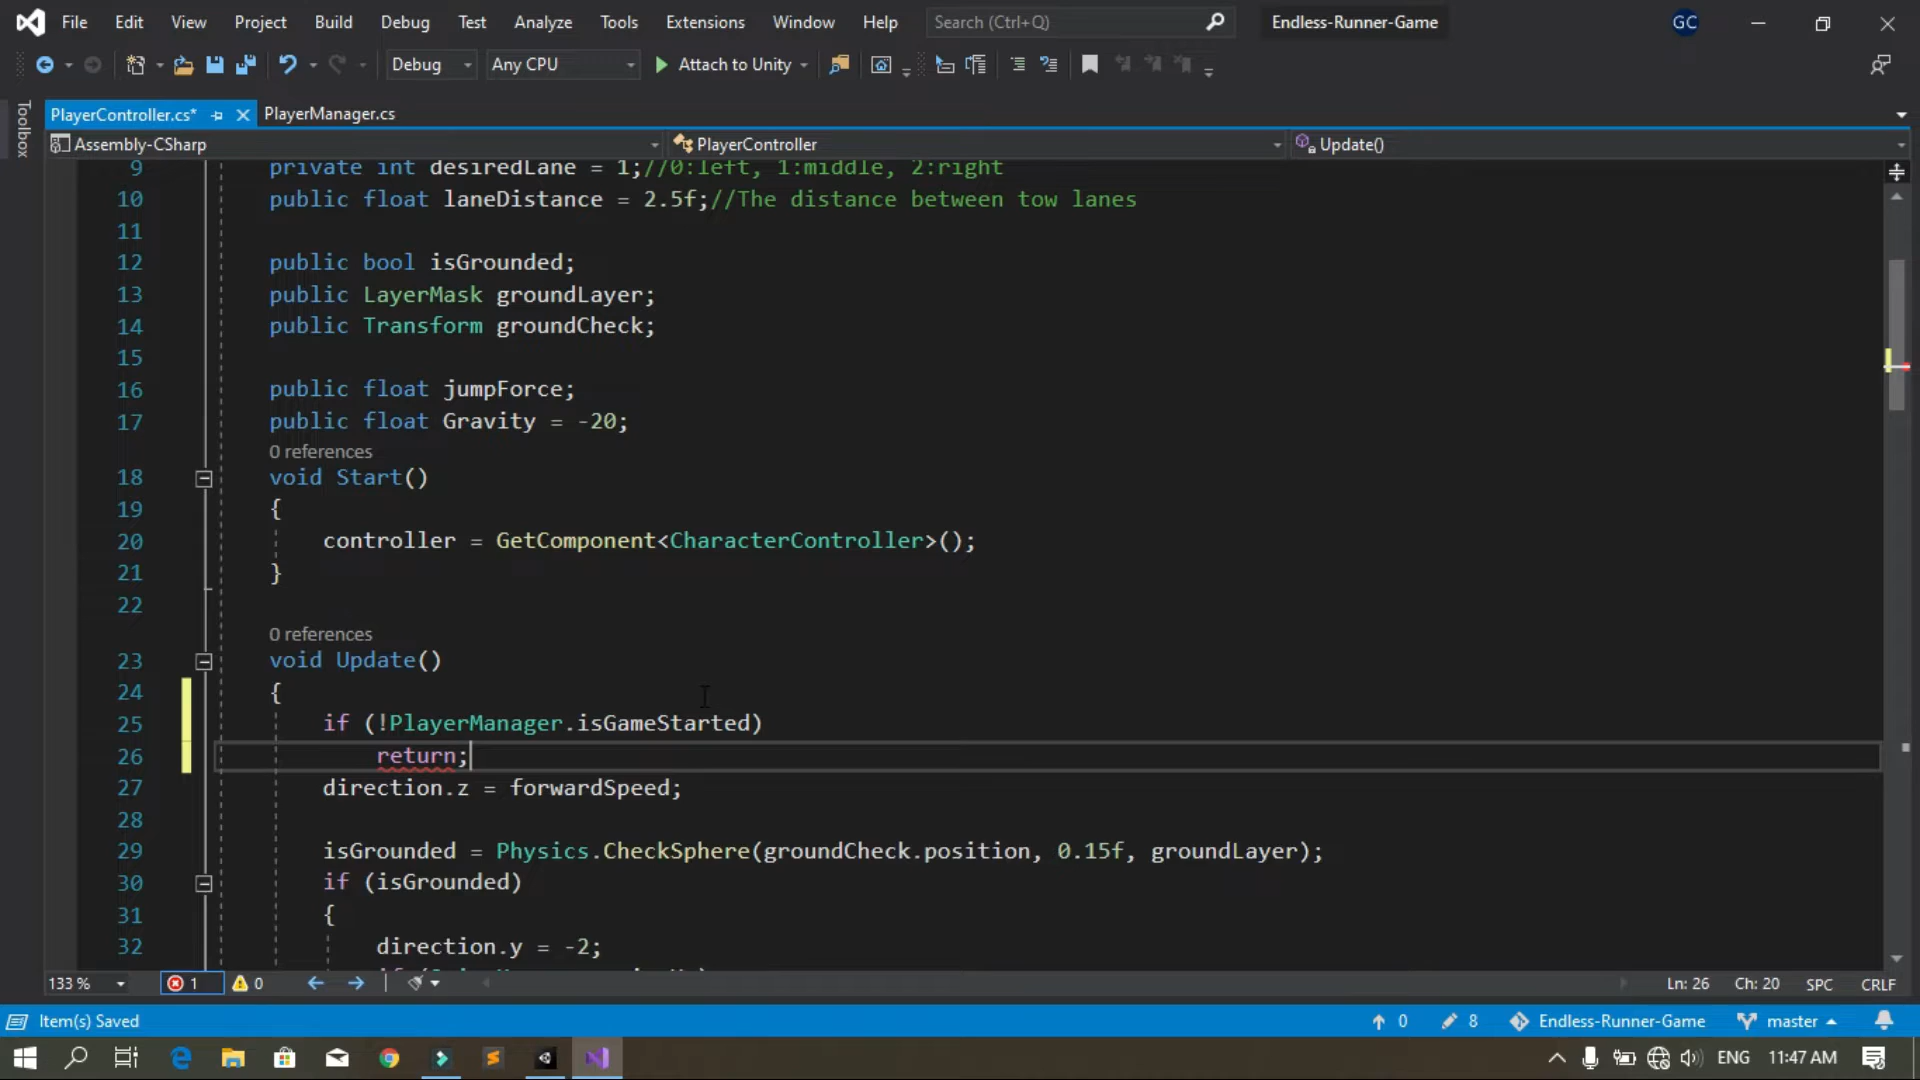 File Edit View Project Build Debug Test Analyze Tools Extensions Window Help Search (Ctrl+Q) Endless-Runner-Game GC
Debug Any CPU Attach to Unity
Toolbox
PlayerController.cs* PlayerManager.cs
Assembly-CSharp PlayerController Update()
9 private int desiredLane = 1;//0:left, 1:middle, 2:right
10 public float laneDistance = 2.5f;//The distance between tow lanes
11
12 public bool isGrounded;
13 public LayerMask groundLayer;
14 public Transform groundCheck;
15
16 public float jumpForce;
17 public float Gravity = -20;
0 references
18 void Start()
19 {
20 controller = GetComponent<CharacterController>();
21 }
22
0 references
23 void Update()
24 {
25 if (!PlayerManager.isGameStarted)
26 return;
27 direction.z = forwardSpeed;
28
29 isGrounded = Physics.CheckSphere(groundCheck.position, 0.15f, groundLayer);
30 if (isGrounded)
31 {
32 direction.y = -2;
133 % 1 0 Ln: 26 Ch: 20 SPC CRLF
Item(s) Saved 0 8 Endless-Runner-Game master
ENG 11:47 AM